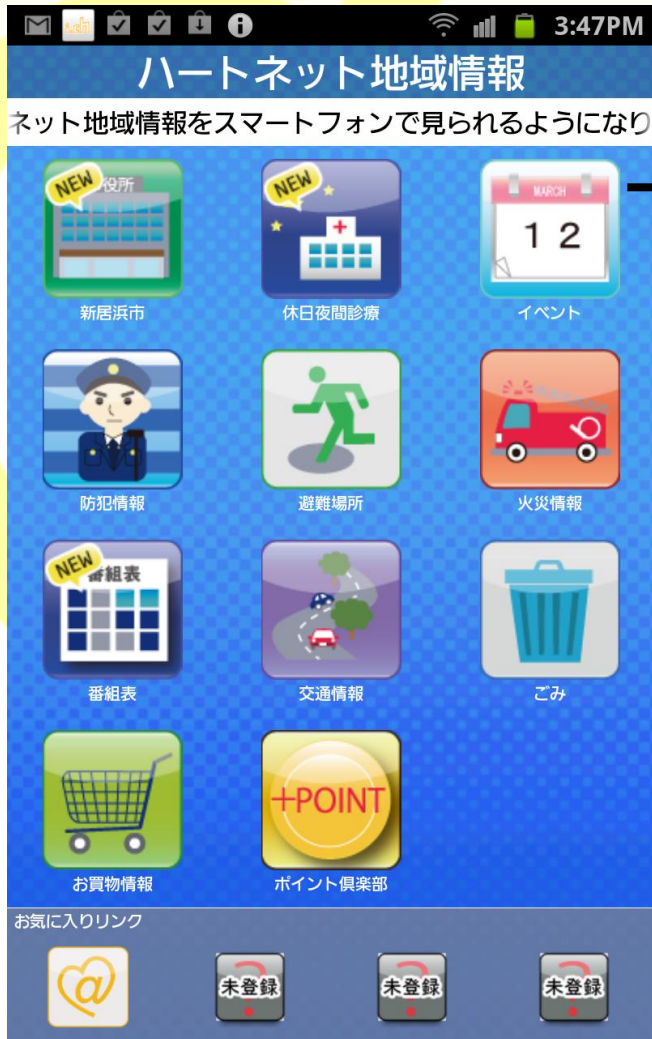 3:47PM
ハートネット地域情報
ネット地域情報をスマートフォンで見られるようになり
NEW
役所
NEW
MARCH
12
新居浜市
休日夜間診療
イベント
防犯情報
避難場所
火災情報
NEW
番組表
番組表
交通情報
ごみ
+POINT
お買物情報
ポイント倶楽部
お気に入りリンク
@
未登録
未登録
未登録